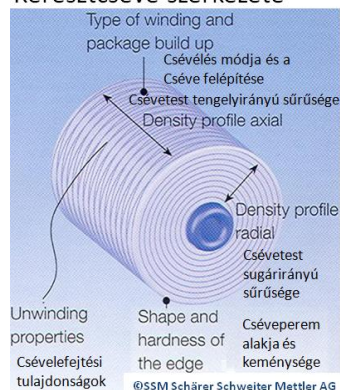 Keresztcséve szerkezete
Type of winding and
package build up
Csévélés módja és a
Cséve felépítése
Csévetest tengelyirányú sűrűsége
Density profile axial
Density profile
radial
Csévetest
sugárirányú
sűrűsége
Unwinding
properties
Csévelefejtési
tulajdonságok
Shape and
hardness of
the edge
Cséveperem
alakja és
keménysége
©SSM Schärer Schweiter Mettler AG